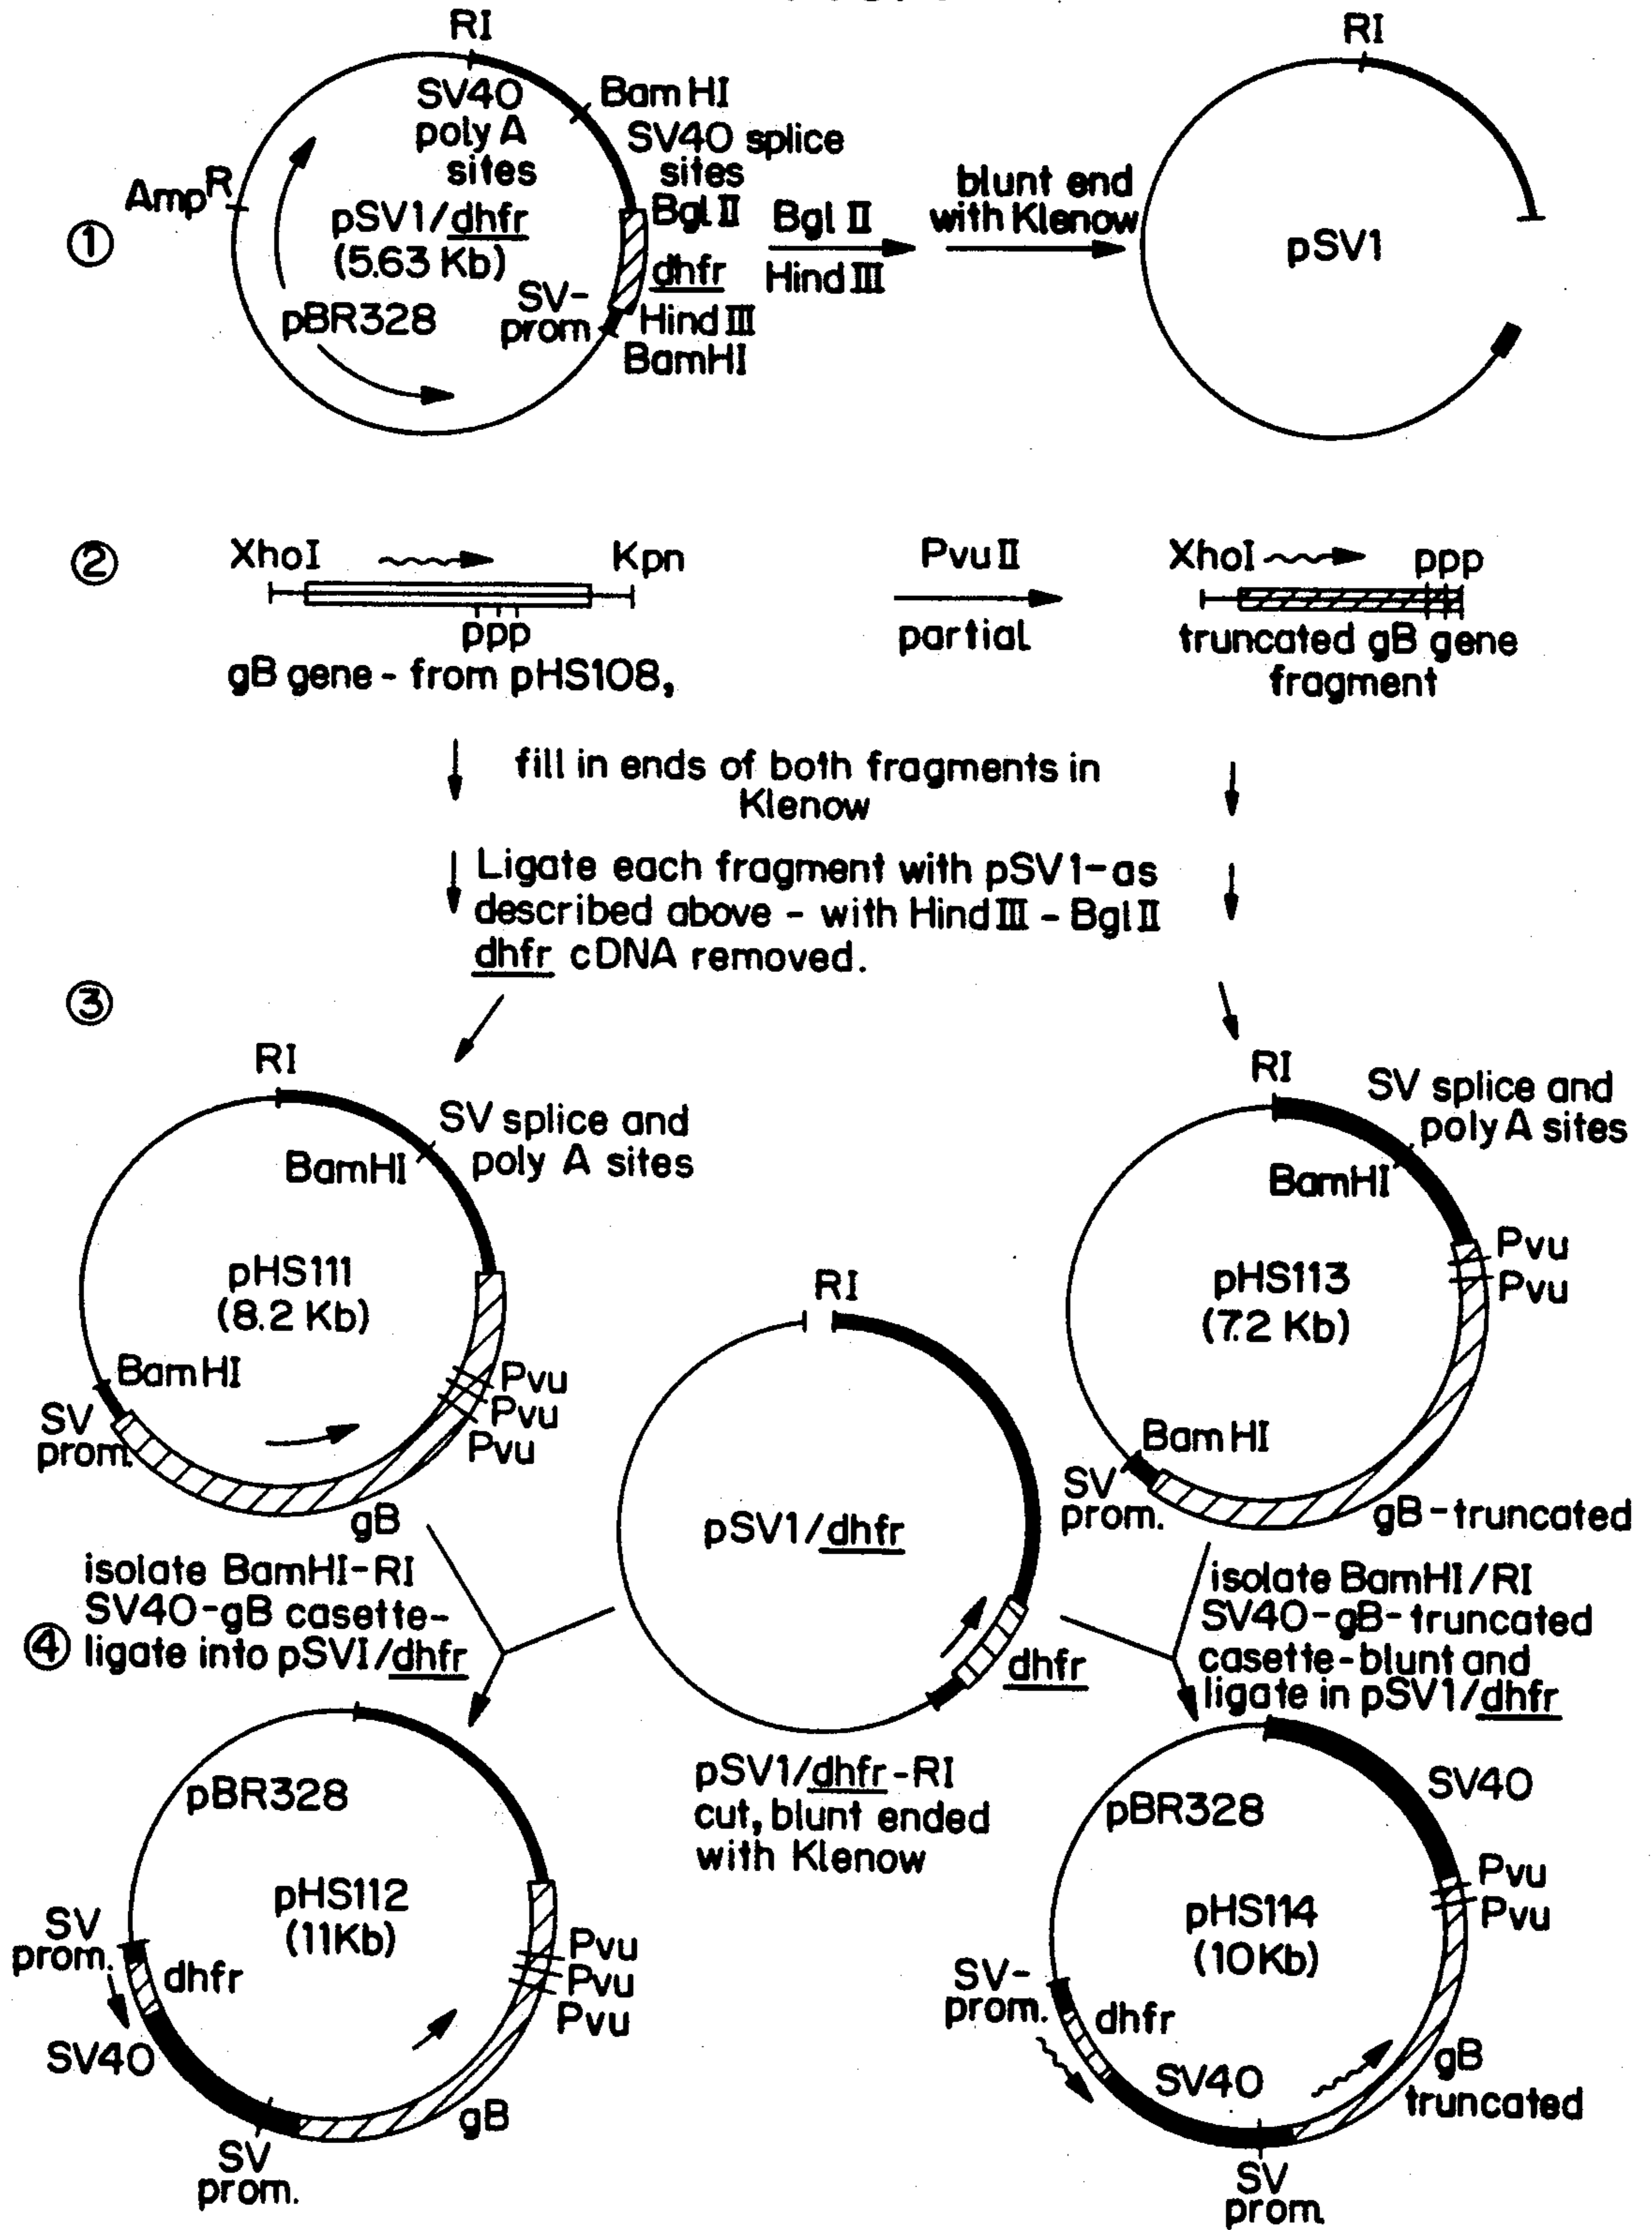 RI
SV40
poly A
sites
Bam HI
SV40 splice
sites
Bgl II
AmpR
①
pSV1/dhfr
(5.63 Kb)
dhfr
SV-
prom
Hind III
BamHI
pBR328
Bgl II
Hind III
blunt end
with Klenow
RI
pSV1
②
XhoI
Kpn
ppp
gB gene - from pHS108,
Pvu II
partial
XhoI
ppp
truncated gB gene
fragment
fill in ends of both fragments in
Klenow
Ligate each fragment with pSV1-as
described above - with Hind III - Bgl II
dhfr cDNA removed.
③
RI
SV splice and
poly A sites
BamHI
pHS111
(8.2 Kb)
BamHI
SV
prom.
Pvu
Pvu
Pvu
gB
RI
pSV1/dhfr
dhfr
pSV1/dhfr-RI
cut, blunt ended
with Klenow
RI
SV splice and
poly A sites
BamHI
Pvu
Pvu
pHS113
(7.2 Kb)
BamHI
SV
prom.
gB-truncated
④
isolate BamHI-RI
SV40-gB casette-
ligate into pSVI/dhfr
isolate BamHI/RI
SV40-gB-truncated
casette-blunt and
ligate in pSV1/dhfr
pBR328
pHS112
(11Kb)
SV
prom.
dhfr
SV40
SV
prom.
gB
Pvu
Pvu
Pvu
pBR328
SV40
Pvu
Pvu
pHS114
(10Kb)
SV-
prom.
dhfr
SV40
gB
truncated
SV
prom